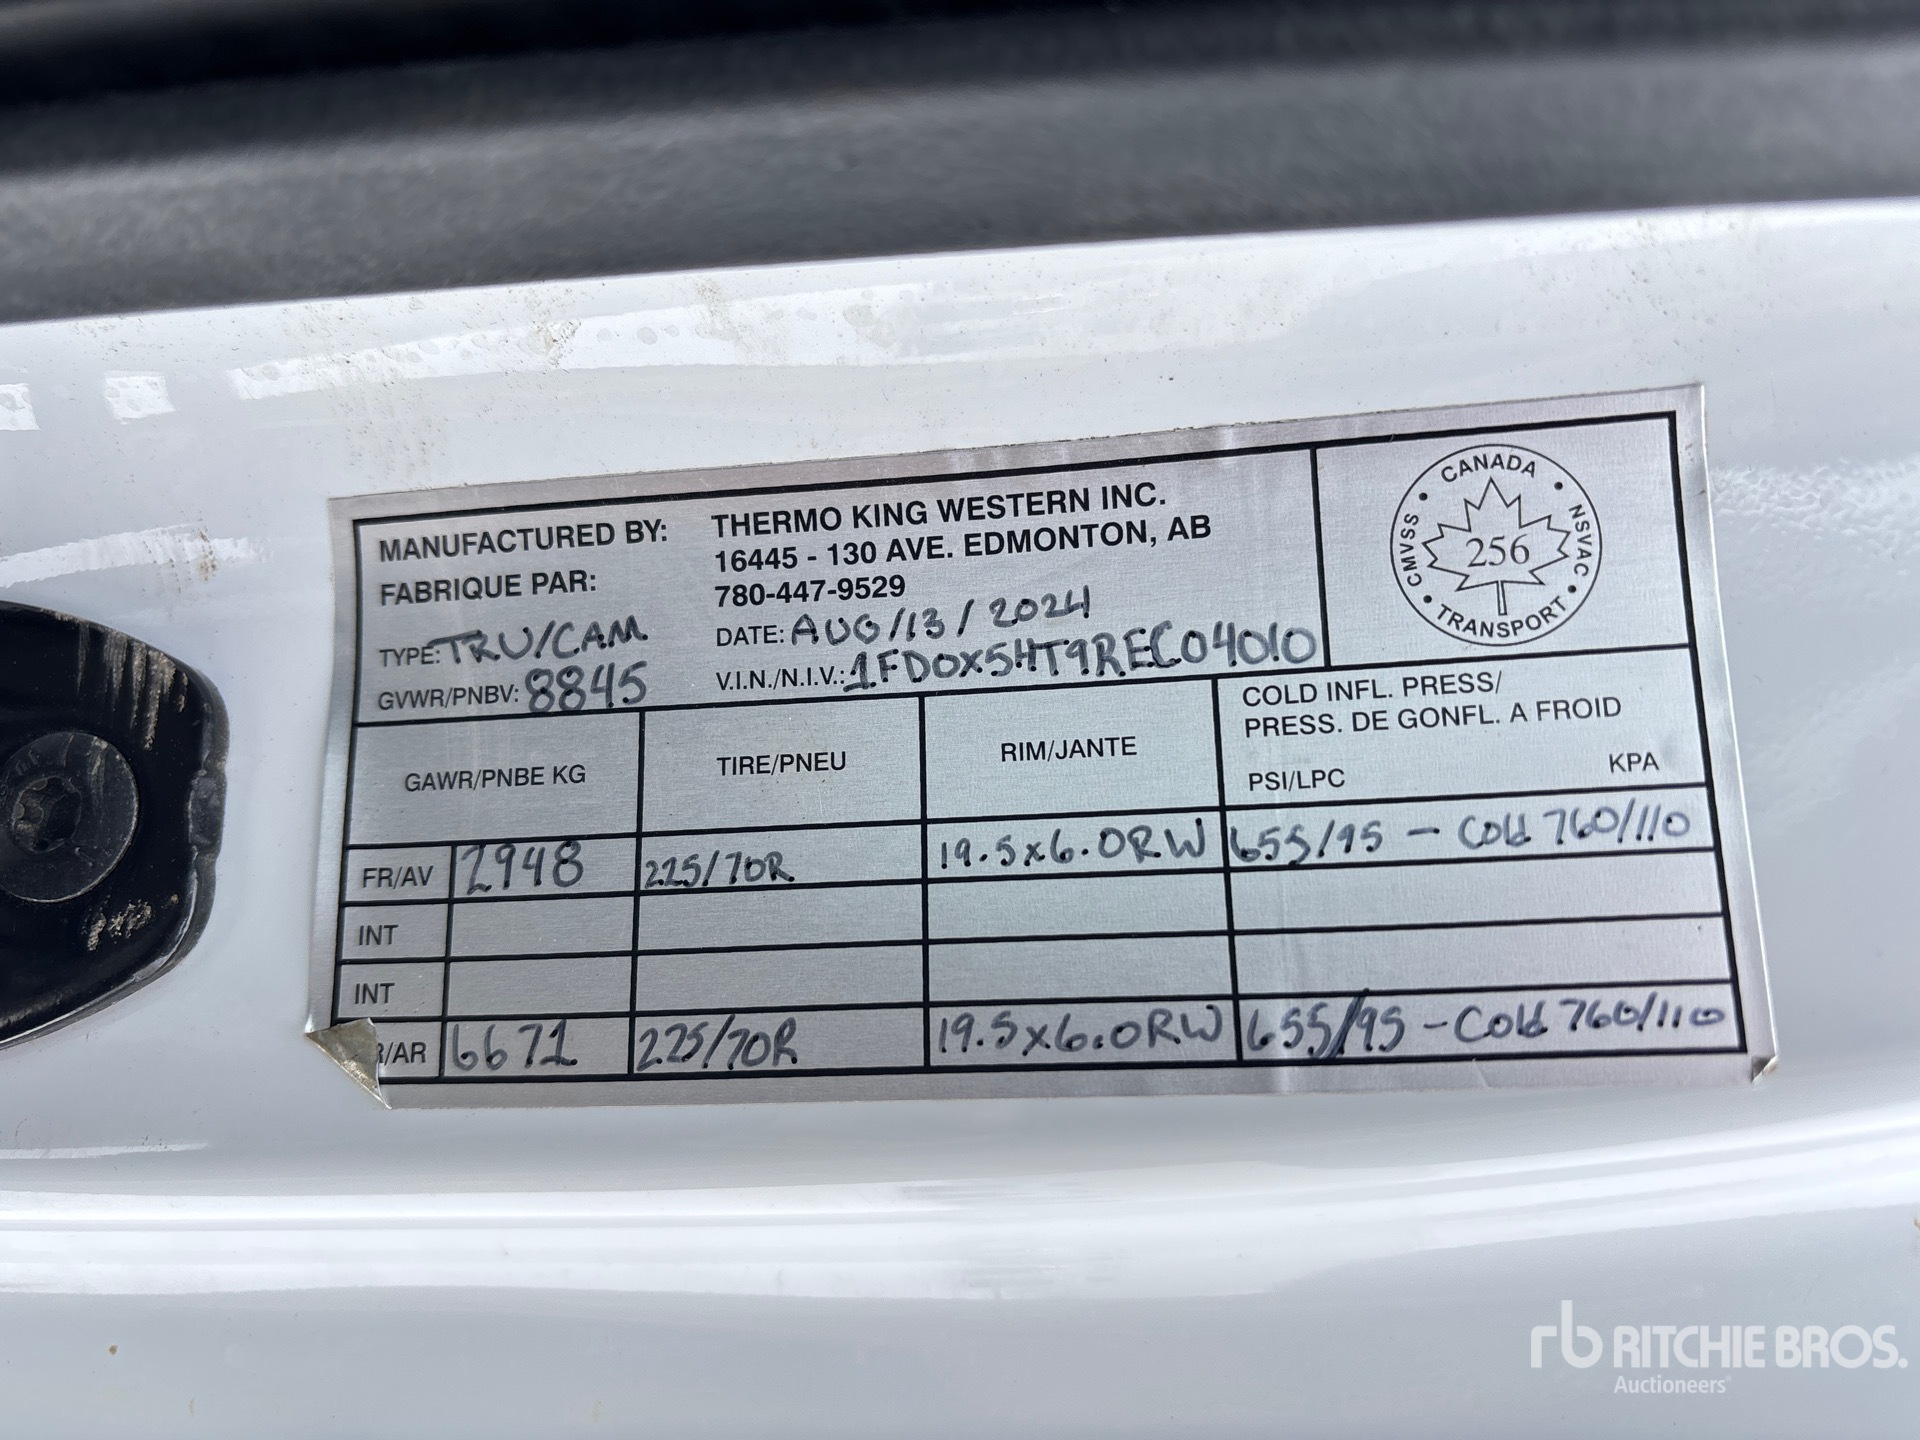 MANUFACTURED BY: THERMO KING WESTERN INC.
FABRIQUE PAR: 16445 - 130 AVE. EDMONTON, AB
780-447-9529
TYPE: TRU/CAM DATE: AUG/13/2024
GVWR/PNBV: 8845 V.I.N./N.I.V.: 1FD0X5HT9REC04010
CANADA
CMVSS • 256 • NSVAC
TRANSPORT
GAWR/PNBE KG TIRE/PNEU RIM/JANTE COLD INFL. PRESS/
PRESS. DE GONFL. A FROID
PSI/LPC KPA
FR/AV 2948 225/70R 19.5x6.0RW 655/95 - Cold 760/110
INT
INT
R/AR 6671 225/70R 19.5x6.0RW 655/95 - Cold 760/110
rb RITCHIE BROS.
Auctioneers